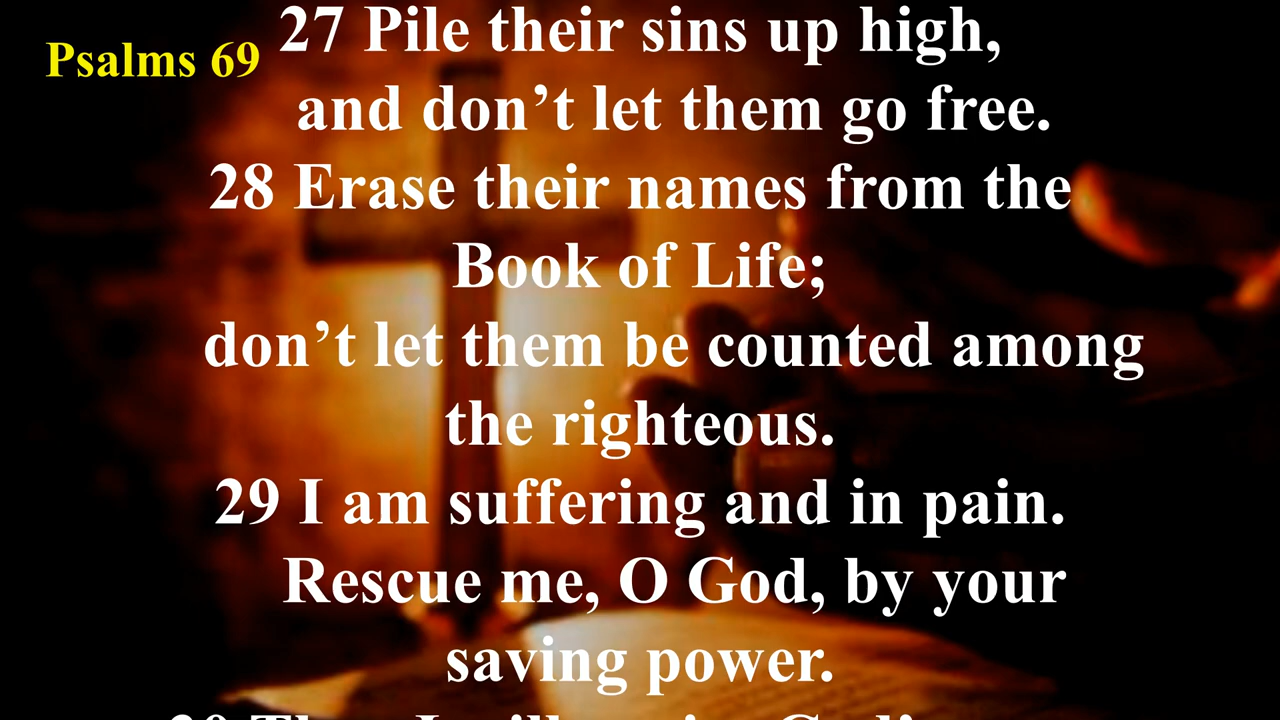 Psalms 69
27 Pile their sins up high,
and don’t let them go free.
28 Erase their names from the
Book of Life;
don’t let them be counted among
the righteous.
29 I am suffering and in pain.
Rescue me, O God, by your
saving power.